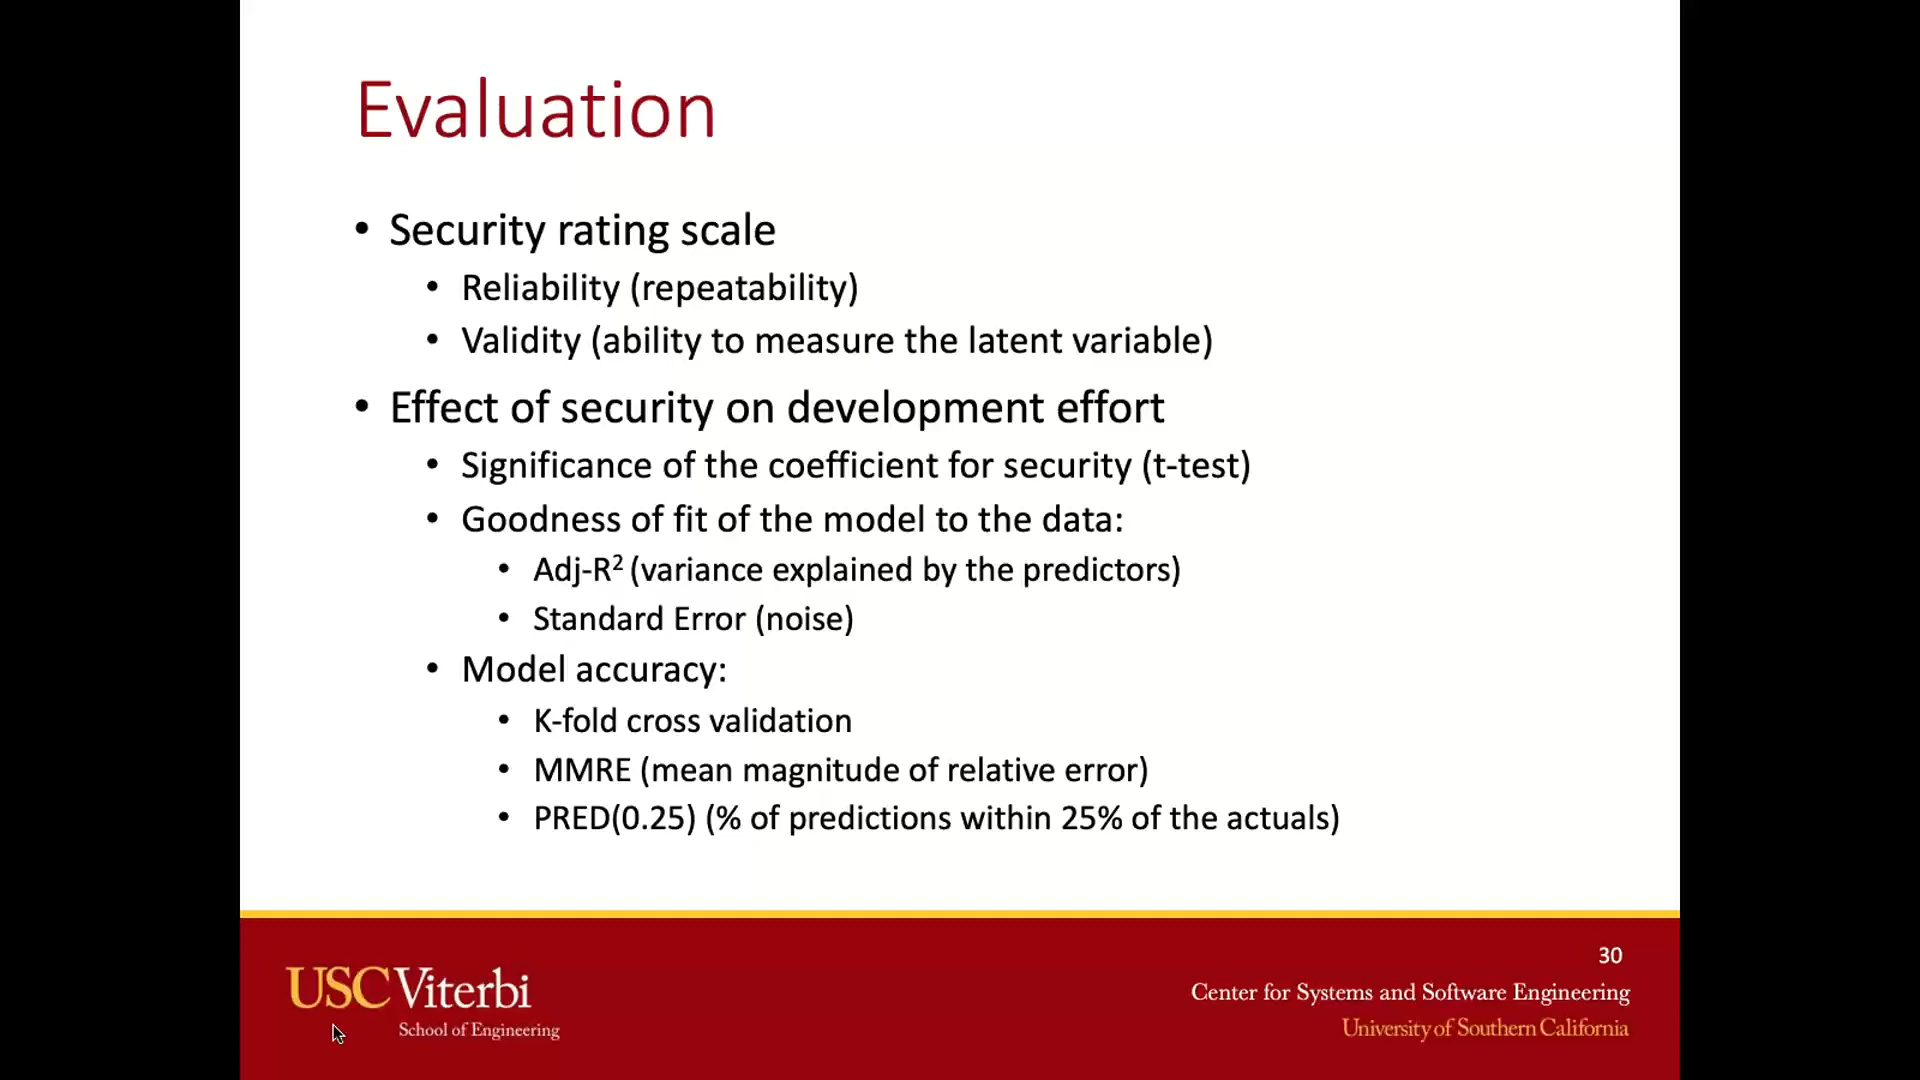 Evaluation
• Security rating scale
• Reliability (repeatability)
• Validity (ability to measure the latent variable)
• Effect of security on development effort
• Significance of the coefficient for security (t-test)
• Goodness of fit of the model to the data:
• Adj-R² (variance explained by the predictors)
• Standard Error (noise)
• Model accuracy:
• K-fold cross validation
• MMRE (mean magnitude of relative error)
• PRED(0.25) (% of predictions within 25% of the actuals)
30
USC Viterbi
School of Engineering
Center for Systems and Software Engineering
University of Southern California